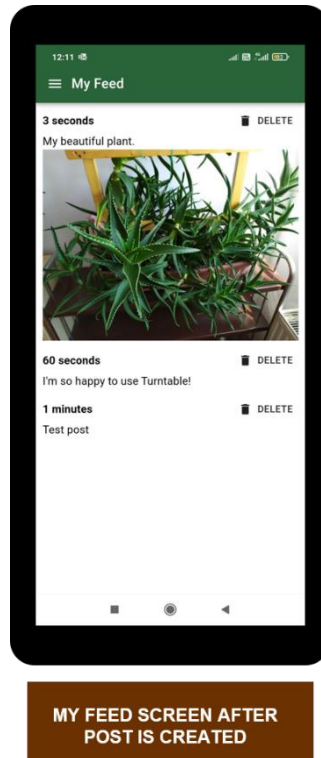 12:11
My Feed
3 seconds DELETE
My beautiful plant.
60 seconds DELETE
I'm so happy to use Turntable!
1 minutes DELETE
Test post
MY FEED SCREEN AFTER
POST IS CREATED